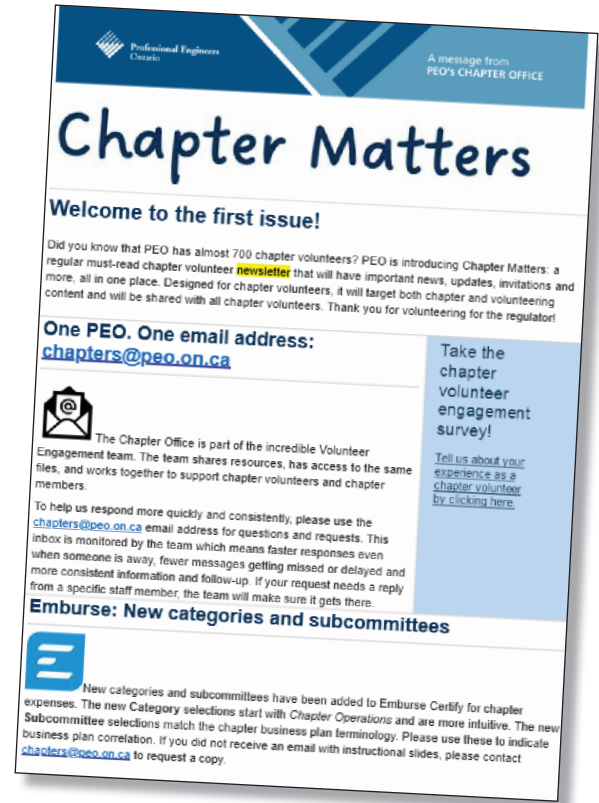 Professional Engineers
Ontario
A message from
PEO's CHAPTER OFFICE
Chapter Matters
Welcome to the first issue!
Did you know that PEO has almost 700 chapter volunteers? PEO is introducing Chapter Matters: a
regular must-read chapter volunteer newsletter that will have important news, updates, invitations and
more, all in one place. Designed for chapter volunteers, it will target both chapter and volunteering
content and will be shared with all chapter volunteers. Thank you for volunteering for the regulator!
One PEO. One email address:
chapters@peo.on.ca
The Chapter Office is part of the incredible Volunteer
Engagement team. The team shares resources, has access to the same
files, and works together to support chapter volunteers and chapter
members.
To help us respond more quickly and consistently, please use the
chapters@peo.on.ca email address for questions and requests. This
inbox is monitored by the team which means faster responses even
when someone is away, fewer messages getting missed or delayed and
more consistent information and follow-up. If your request needs a reply
from a specific staff member, the team will make sure it gets there.
Take the
chapter
volunteer
engagement
survey!
Tell us about your
experience as a
chapter volunteer
by clicking here.
Emburse: New categories and subcommittees
New categories and subcommittees have been added to Emburse Certify for chapter
expenses. The new Category selections start with Chapter Operations and are more intuitive. The new
Subcommittee selections match the chapter business plan terminology. Please use these to indicate
business plan correlation. If you did not receive an email with instructional slides, please contact
chapters@peo.on.ca to request a copy.